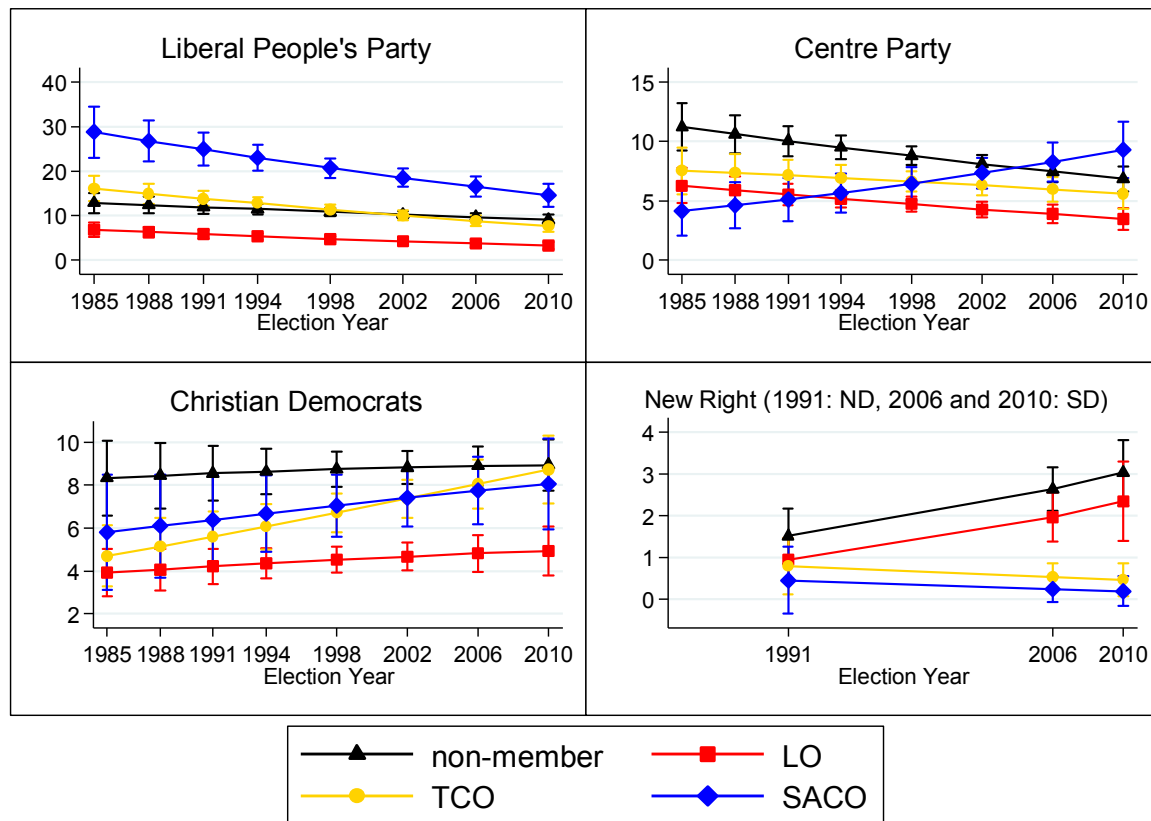 Liberal People's Party
40
30
20
10
0
1985 1988 1991 1994 1998 2002 2006 2010
Election Year
Centre Party
15
10
5
0
1985 1988 1991 1994 1998 2002 2006 2010
Election Year
Christian Democrats
10
8
6
4
2
1985 1988 1991 1994 1998 2002 2006 2010
Election Year
New Right (1991: ND, 2006 and 2010: SD)
4
3
2
1
0
1991 2006 2010
Election Year
non-member LO
TCO SACO